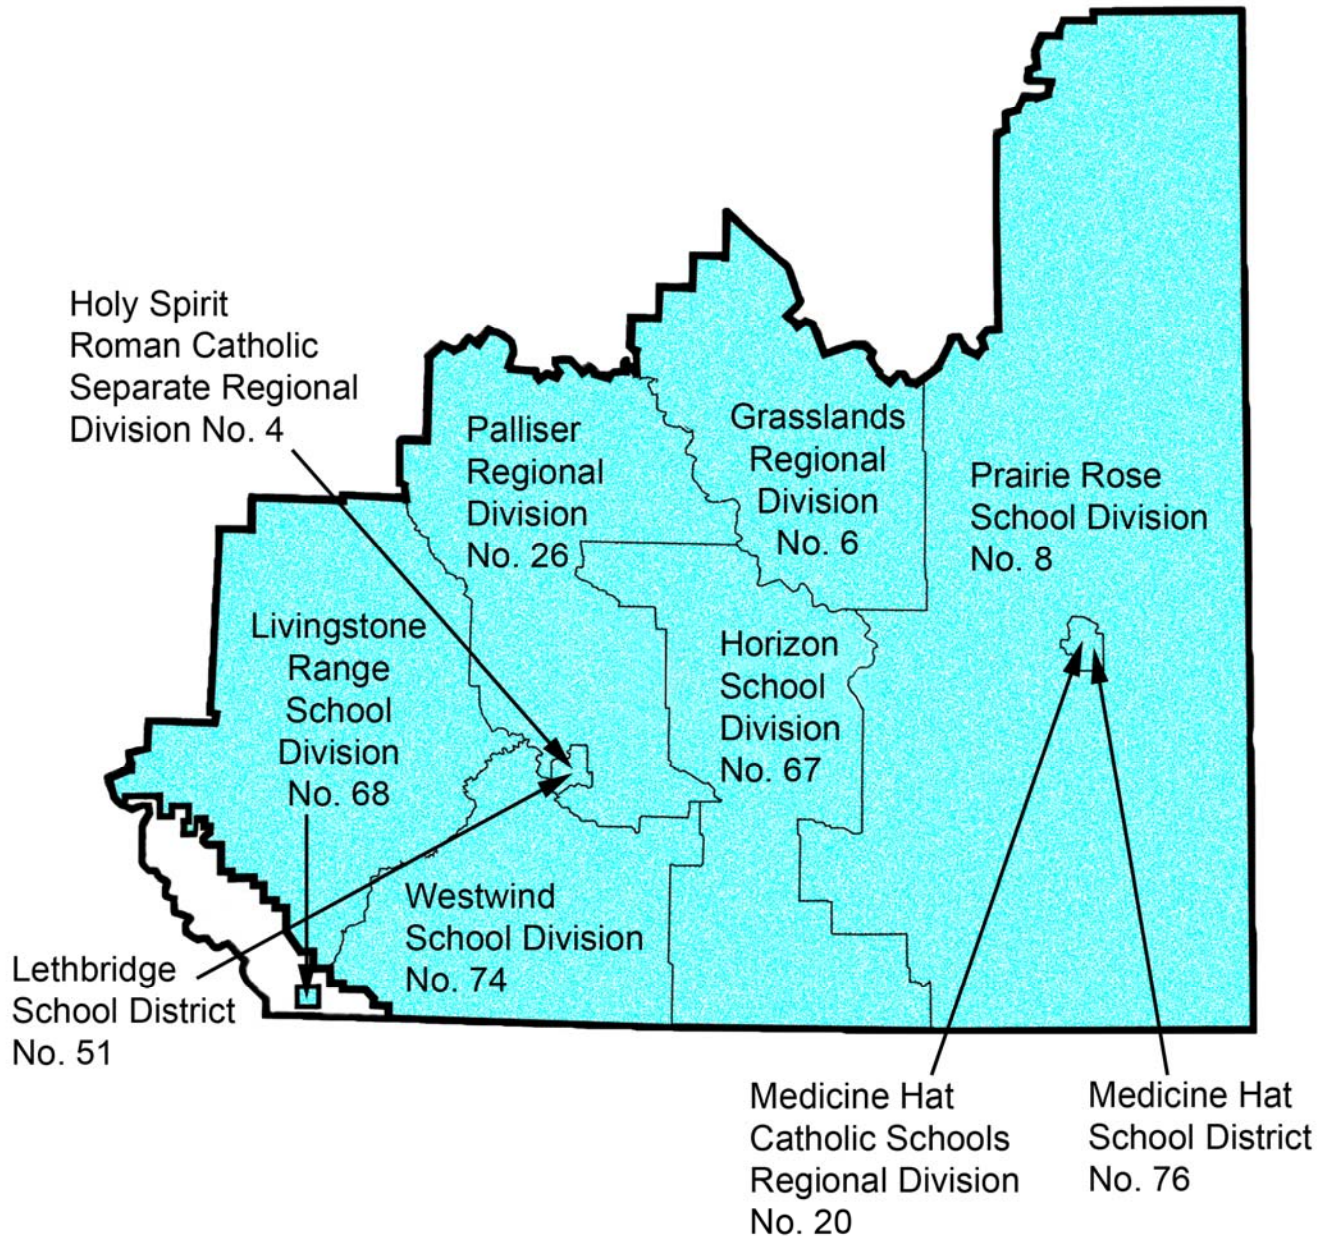 Holy Spirit
Roman Catholic
Separate Regional
Division No. 4
Palliser
Regional
Division
No. 26
Grasslands
Regional
Division
No. 6
Prairie Rose
School Division
No. 8
Livingstone
Range
School
Division
No. 68
Horizon
School
Division
No. 67
Westwind
School Division
No. 74
Lethbridge
School District
No. 51
Medicine Hat
Catholic Schools
Regional Division
No. 20
Medicine Hat
School District
No. 76